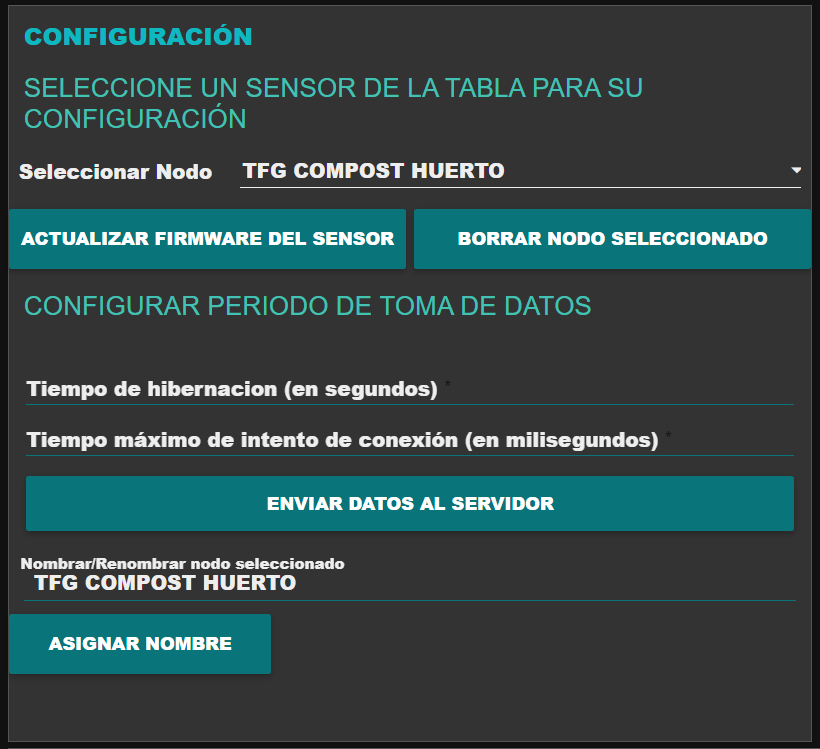 CONFIGURACIÓN
SELECCIONE UN SENSOR DE LA TABLA PARA SU
CONFIGURACIÓN
Seleccionar Nodo TFG COMPOST HUERTO
ACTUALIZAR FIRMWARE DEL SENSOR BORRAR NODO SELECCIONADO
CONFIGURAR PERIODO DE TOMA DE DATOS
Tiempo de hibernacion (en segundos) *
Tiempo máximo de intento de conexión (en milisegundos) *
ENVIAR DATOS AL SERVIDOR
Nombrar/Renombrar nodo seleccionado
TFG COMPOST HUERTO
ASIGNAR NOMBRE